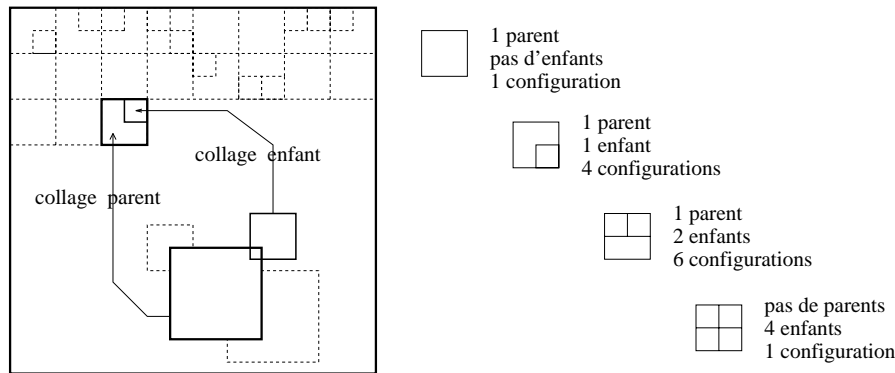 1 parent
pas d'enfants
1 configuration
1 parent
1 enfant
4 configurations
collage enfant
collage parent
1 parent
2 enfants
6 configurations
pas de parents
4 enfants
1 configuration